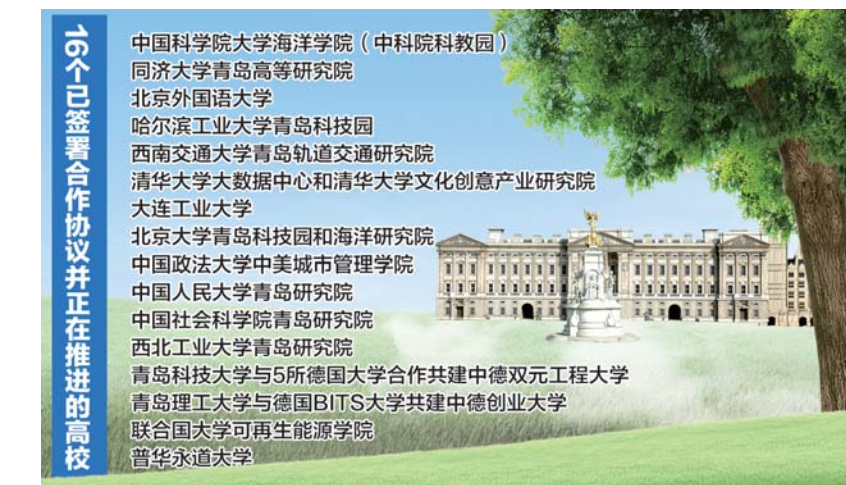 16个已签署合作协议并正在推进的高校
中国科学院大学海洋学院（中科院科教园）
同济大学青岛高等研究院
北京外国语大学
哈尔滨工业大学青岛科技园
西南交通大学青岛轨道交通研究院
清华大学大数据中心和清华大学文化创意产业研究院
大连工业大学
北京大学青岛科技园和海洋研究院
中国政法大学中美城市管理学院
中国人民大学青岛研究院
中国社会科学院青岛研究院
西北工业大学青岛研究院
青岛科技大学与5所德国大学合作共建中德双元工程大学
青岛理工大学与德国BITS大学共建中德创业大学
联合国大学可再生能源学院
普华永道大学